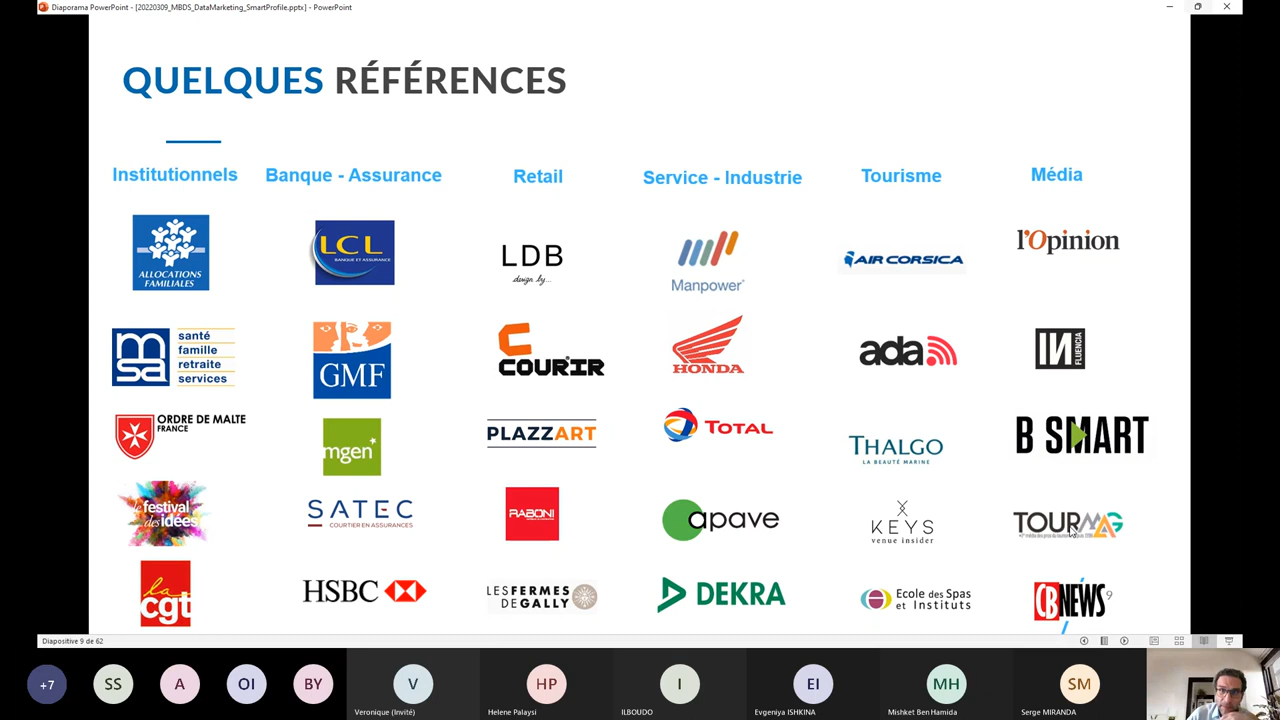 Diaporama PowerPoint - [20220309_MBDS_DataMarketing_SmartProfile.pptx] - PowerPoint
QUELQUES RÉFÉRENCES
Institutionnels
Banque - Assurance
Retail
Service - Industrie
Tourisme
Média
ALLOCATIONS
FAMILIALES
LCL
BANQUE ET ASSURANCE
LDB
design by...
Manpower
AIR CORSICA
l'Opinion
msa
santé
famille
retraite
services
GMF
COURIR
HONDA
ada
IN
FLUENCIA
ORDRE DE MALTE
FRANCE
mgen
PLAZZART
TOTAL
THALGO
LA BEAUTÉ MARINE
B SMART
le festival
des idées
SATEC
COURTIER EN ASSURANCES
RABONI
apave
KEYS
venue insider
TOURMAG
la
cgt
HSBC
LES FERMES
DE GALLY
DEKRA
Ecole des Spas
et Instituts
CBNEWS
9
Diapositive 9 de 62
+7
SS
A
OI
BY
V
Veronique (Invité)
HP
Helene Palaysi
I
ILBOUDO
EI
Evgeniya ISHKINA
MH
Mishket Ben Hamida
SM
Serge MIRANDA